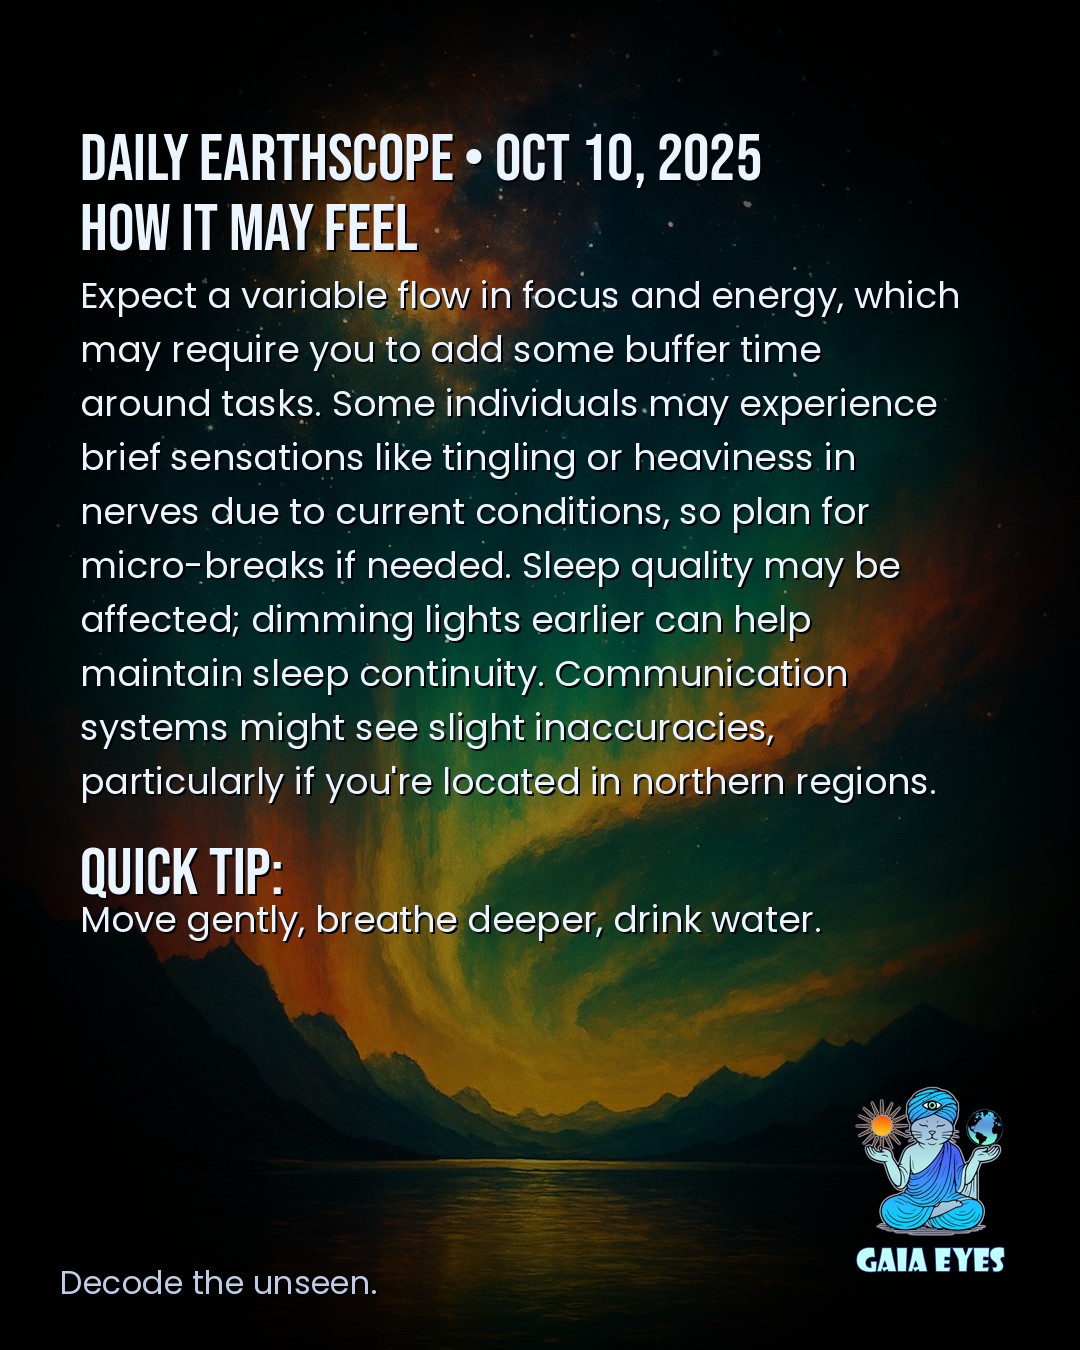 DAILY EARTHSCOPE • OCT 10, 2025
HOW IT MAY FEEL
Expect a variable flow in focus and energy, which
may require you to add some buffer time
around tasks. Some individuals may experience
brief sensations like tingling or heaviness in
nerves due to current conditions, so plan for
micro-breaks if needed. Sleep quality may be
affected; dimming lights earlier can help
maintain sleep continuity. Communication
systems might see slight inaccuracies,
particularly if you're located in northern regions.
QUICK TIP:
Move gently, breathe deeper, drink water.
GAIA EYES
Decode the unseen.